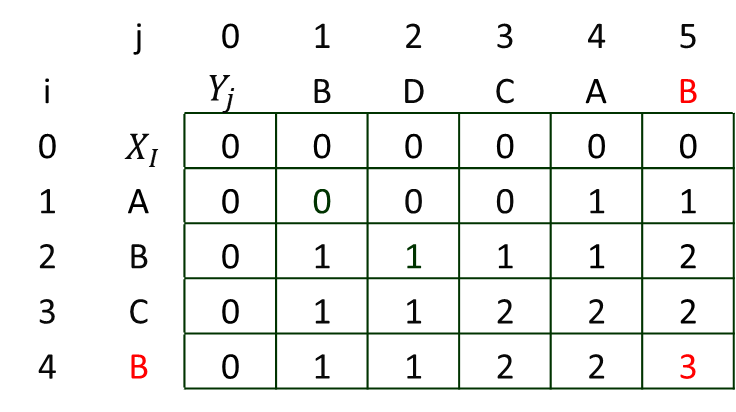 j 0 1 2 3 4 5
i Yj B D C A B
0 XI 0 0 0 0 0 0
1 A 0 0 0 0 1 1
2 B 0 1 1 1 1 2
3 C 0 1 1 2 2 2
4 B 0 1 1 2 2 3